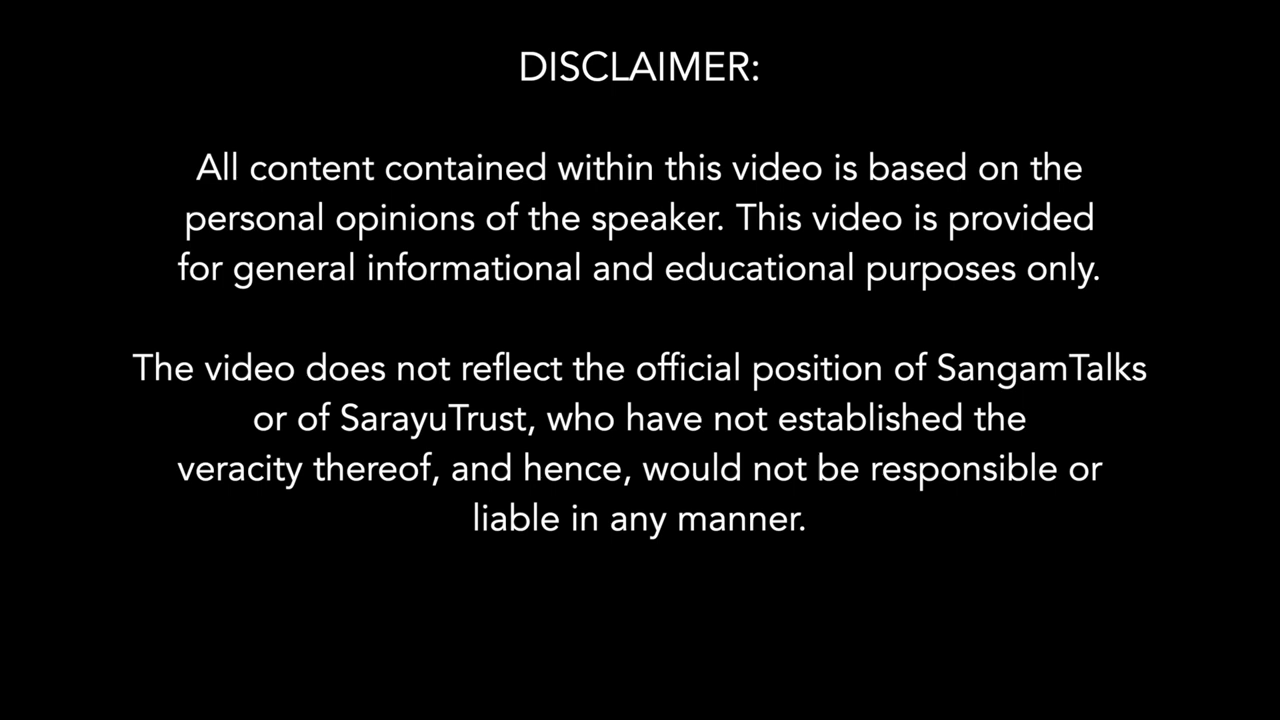 DISCLAIMER:
All content contained within this video is based on the
personal opinions of the speaker. This video is provided
for general informational and educational purposes only.
The video does not reflect the official position of SangamTalks
or of SarayuTrust, who have not established the
veracity thereof, and hence, would not be responsible or
liable in any manner.